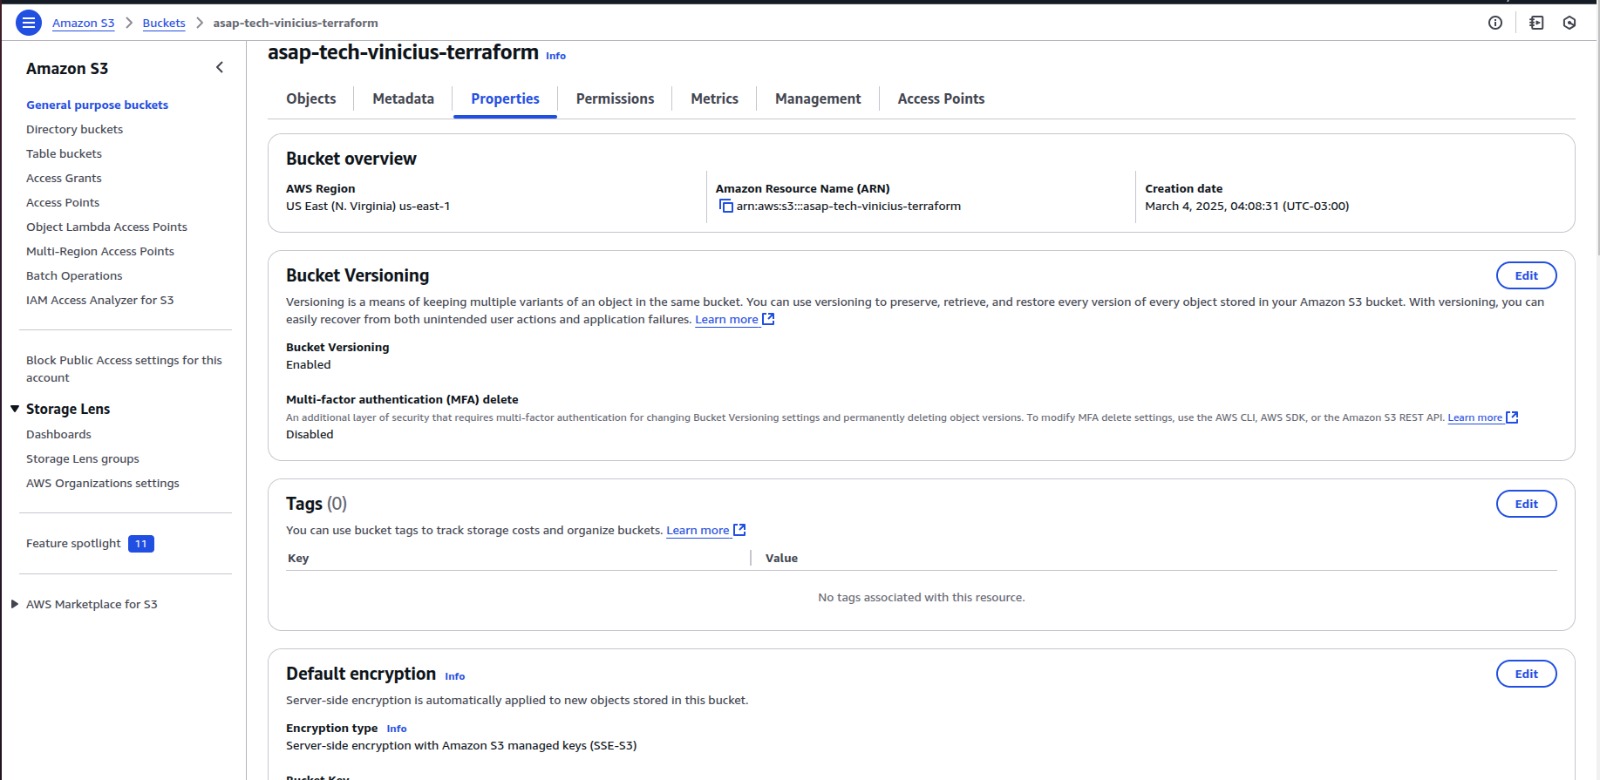 Amazon S3 > Buckets > asap-tech-vinicius-terraform
Amazon S3
General purpose buckets
Directory buckets
Table buckets
Access Grants
Access Points
Object Lambda Access Points
Multi-Region Access Points
Batch Operations
IAM Access Analyzer for S3
Block Public Access settings for this
account
Storage Lens
Dashboards
Storage Lens groups
AWS Organizations settings
Feature spotlight 11
AWS Marketplace for S3
asap-tech-vinicius-terraform Info
Objects Metadata Properties Permissions Metrics Management Access Points
Bucket overview
AWS Region
US East (N. Virginia) us-east-1
Amazon Resource Name (ARN)
arn:aws:s3:::asap-tech-vinicius-terraform
Creation date
March 4, 2025, 04:08:31 (UTC-03:00)
Bucket Versioning Edit
Versioning is a means of keeping multiple variants of an object in the same bucket. You can use versioning to preserve, retrieve, and restore every version of every object stored in your Amazon S3 bucket. With versioning, you can
easily recover from both unintended user actions and application failures. Learn more
Bucket Versioning
Enabled
Multi-factor authentication (MFA) delete
An additional layer of security that requires multi-factor authentication for changing Bucket Versioning settings and permanently deleting object versions. To modify MFA delete settings, use the AWS CLI, AWS SDK, or the Amazon S3 REST API. Learn more
Disabled
Tags (0) Edit
You can use bucket tags to track storage costs and organize buckets. Learn more
Key Value
No tags associated with this resource.
Default encryption Info Edit
Server-side encryption is automatically applied to new objects stored in this bucket.
Encryption type Info
Server-side encryption with Amazon S3 managed keys (SSE-S3)
Bucket Key